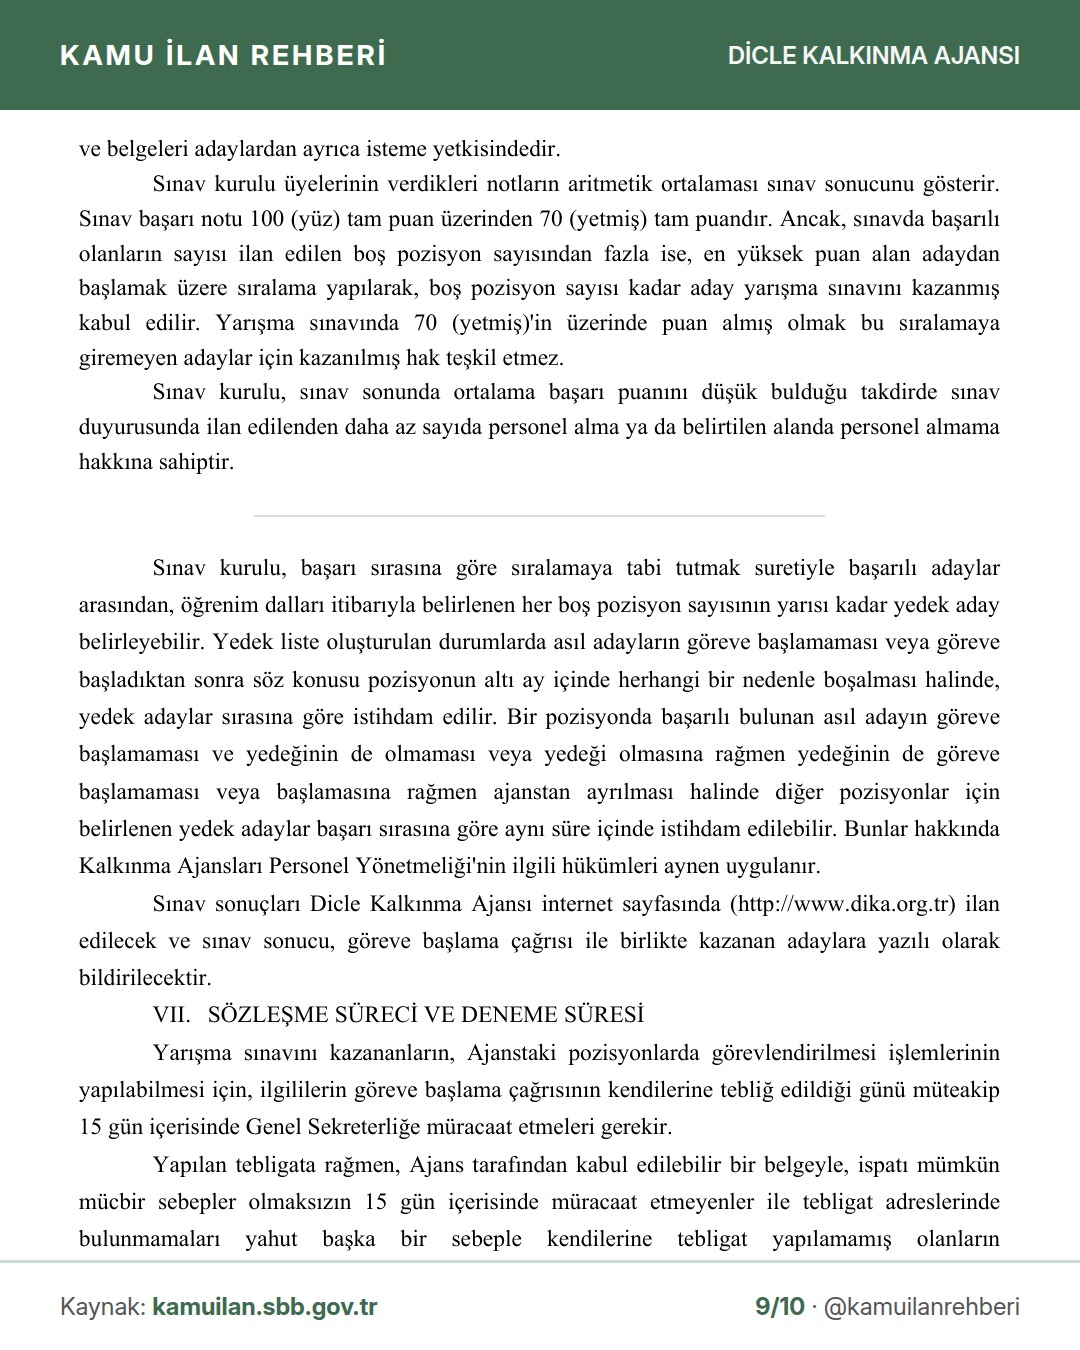 KAMU İLAN REHBERİ
DİCLE KALKINMA AJANSI
ve belgeleri adaylardan ayrıca isteme yetkisindedir.
Sınav kurulu üyelerinin verdikleri notların aritmetik ortalaması sınav sonucunu gösterir.
Sınav başarı notu 100 (yüz) tam puan üzerinden 70 (yetmiş) tam puandır. Ancak, sınavda başarılı
olanların sayısı ilan edilen boş pozisyon sayısından fazla ise, en yüksek puan alan adaydan
başlamak üzere sıralama yapılarak, boş pozisyon sayısı kadar aday yarışma sınavını kazanmış
kabul edilir. Yarışma sınavında 70 (yetmiş)'in üzerinde puan almış olmak bu sıralamaya
giremeyen adaylar için kazanılmış hak teşkil etmez.
Sınav kurulu, sınav sonunda ortalama başarı puanını düşük bulduğu takdirde sınav
duyurusunda ilan edilenden daha az sayıda personel alma ya da belirtilen alanda personel almama
hakkına sahiptir.
Sınav kurulu, başarı sırasına göre sıralamaya tabi tutmak suretiyle başarılı adaylar
arasından, öğrenim dalları itibarıyla belirlenen her boş pozisyon sayısının yarısı kadar yedek aday
belirleyebilir. Yedek liste oluşturulan durumlarda asıl adayların göreve başlamaması veya göreve
başladıktan sonra söz konusu pozisyonun altı ay içinde herhangi bir nedenle boşalması halinde,
yedek adaylar sırasına göre istihdam edilir. Bir pozisyonda başarılı bulunan asıl adayın göreve
başlamaması ve yedeğinin de olmaması veya yedeği olmasına rağmen yedeğinin de göreve
başlamaması veya başlamasına rağmen ajanstan ayrılması halinde diğer pozisyonlar için
belirlenen yedek adaylar başarı sırasına göre aynı süre içinde istihdam edilebilir. Bunlar hakkında
Kalkınma Ajansları Personel Yönetmeliği'nin ilgili hükümleri aynen uygulanır.
Sınav sonuçları Dicle Kalkınma Ajansı internet sayfasında (http://www.dika.org.tr) ilan
edilecek ve sınav sonucu, göreve başlama çağrısı ile birlikte kazanan adaylara yazılı olarak
bildirilecektir.
VII. SÖZLEŞME SÜRECİ VE DENEME SÜRESİ
Yarışma sınavını kazananların, Ajanstaki pozisyonlarda görevlendirilmesi işlemlerinin
yapılabilmesi için, ilgililerin göreve başlama çağrısının kendilerine tebliğ edildiği günü müteakip
15 gün içerisinde Genel Sekreterliğe müracaat etmeleri gerekir.
Yapılan tebligata rağmen, Ajans tarafından kabul edilebilir bir belgeyle, ispatı mümkün
mücbir sebepler olmaksızın 15 gün içerisinde müracaat etmeyenler ile tebligat adreslerinde
bulunmamaları yahut başka bir sebeple kendilerine tebligat yapılamamış olanların
Kaynak: kamuilan.sbb.gov.tr
9/10 · @kamuilanrehberi